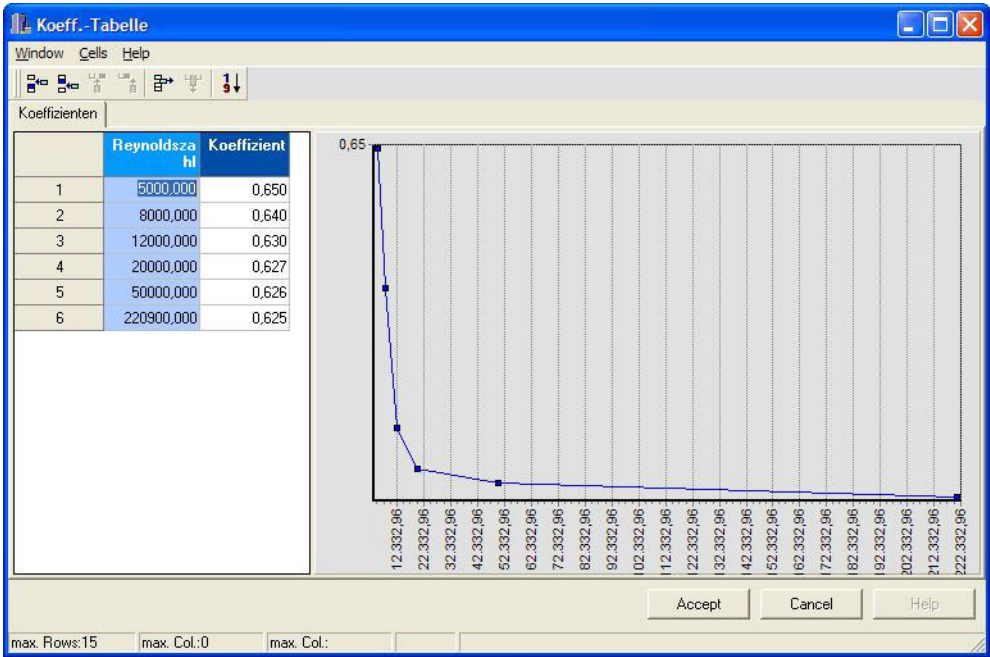 Koeff.-Tabelle
Window Cells Help
Koeffizienten
Reynoldsza
hl
Koeffizient
1 5000,000 0,650
2 8000,000 0,640
3 12000,000 0,630
4 20000,000 0,627
5 50000,000 0,626
6 220900,000 0,625
0,65
12.332,96
22.332,96
32.332,96
42.332,96
52.332,96
62.332,96
72.332,96
82.332,96
92.332,96
102.332,96
112.332,96
122.332,96
132.332,96
142.332,96
152.332,96
162.332,96
172.332,96
182.332,96
192.332,96
202.332,96
212.332,96
222.332,96
Accept Cancel Help
max. Rows:15 max. Col.:0 max. Col.: